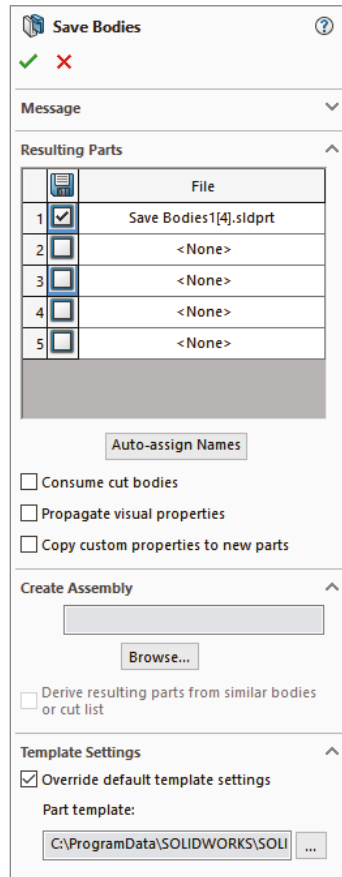 Save Bodies
Message
Resulting Parts
File
1 Save Bodies1[4].sldprt
2 <None>
3 <None>
4 <None>
5 <None>
Auto-assign Names
Consume cut bodies
Propagate visual properties
Copy custom properties to new parts
Create Assembly
Browse...
Derive resulting parts from similar bodies
or cut list
Template Settings
Override default template settings
Part template:
C:\ProgramData\SOLIDWORKS\SOLI ...